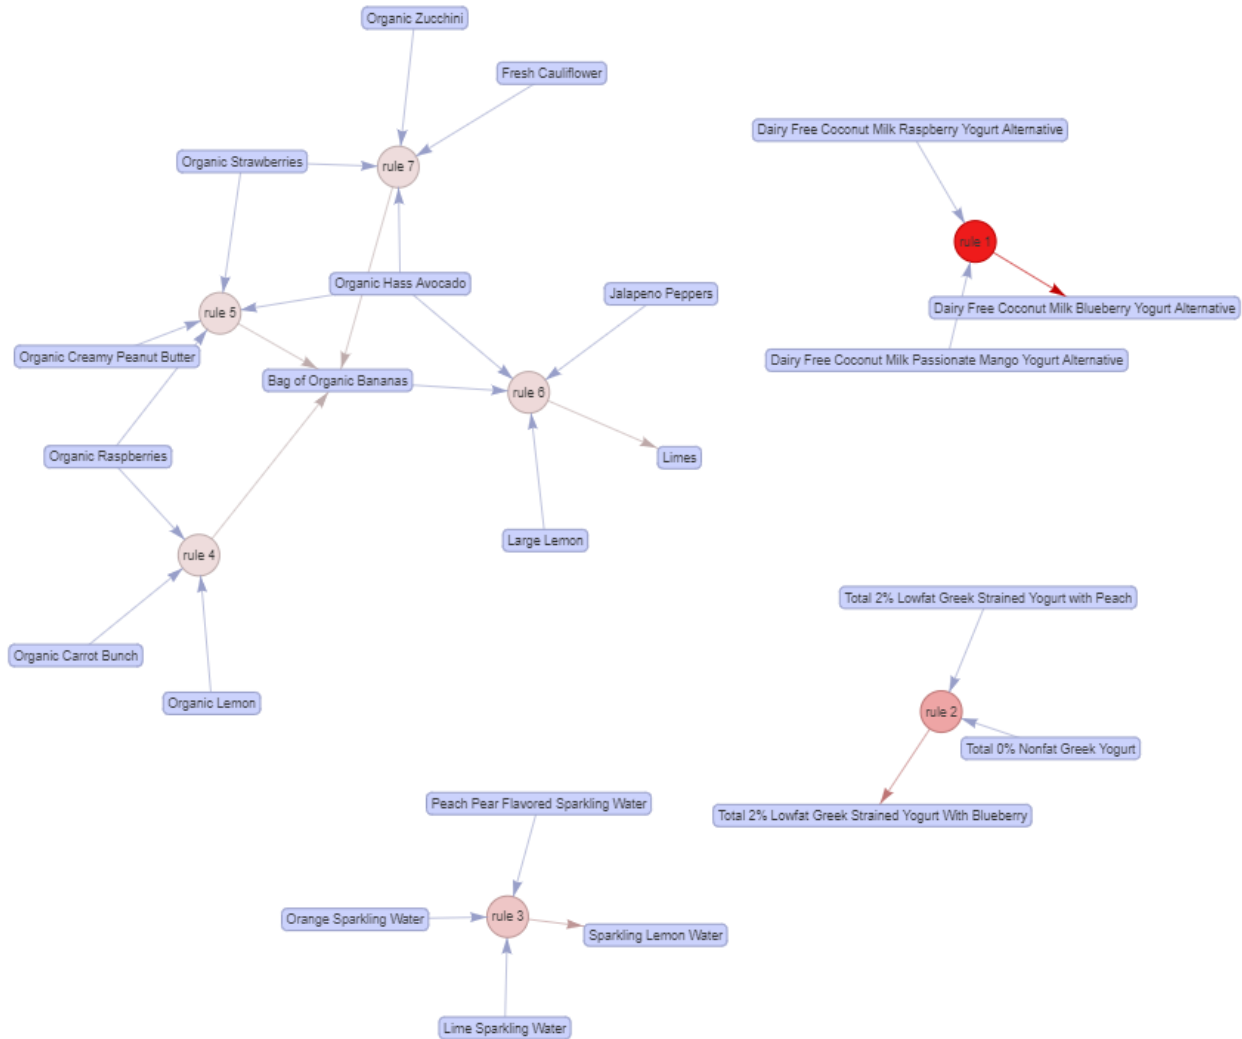 Organic Zucchini
Fresh Cauliflower
Dairy Free Coconut Milk Raspberry Yogurt Alternative
Organic Strawberries
rule 7
rule 1
Organic Hass Avocado
Jalapeno Peppers
Dairy Free Coconut Milk Blueberry Yogurt Alternative
rule 5
Organic Creamy Peanut Butter
Dairy Free Coconut Milk Passionate Mango Yogurt Alternative
Bag of Organic Bananas
rule 6
Organic Raspberries
Limes
Large Lemon
rule 4
Total 2% Lowfat Greek Strained Yogurt with Peach
Organic Carrot Bunch
Organic Lemon
rule 2
Total 0% Nonfat Greek Yogurt
Peach Pear Flavored Sparkling Water
Total 2% Lowfat Greek Strained Yogurt With Blueberry
Orange Sparkling Water
rule 3
Sparkling Lemon Water
Lime Sparkling Water